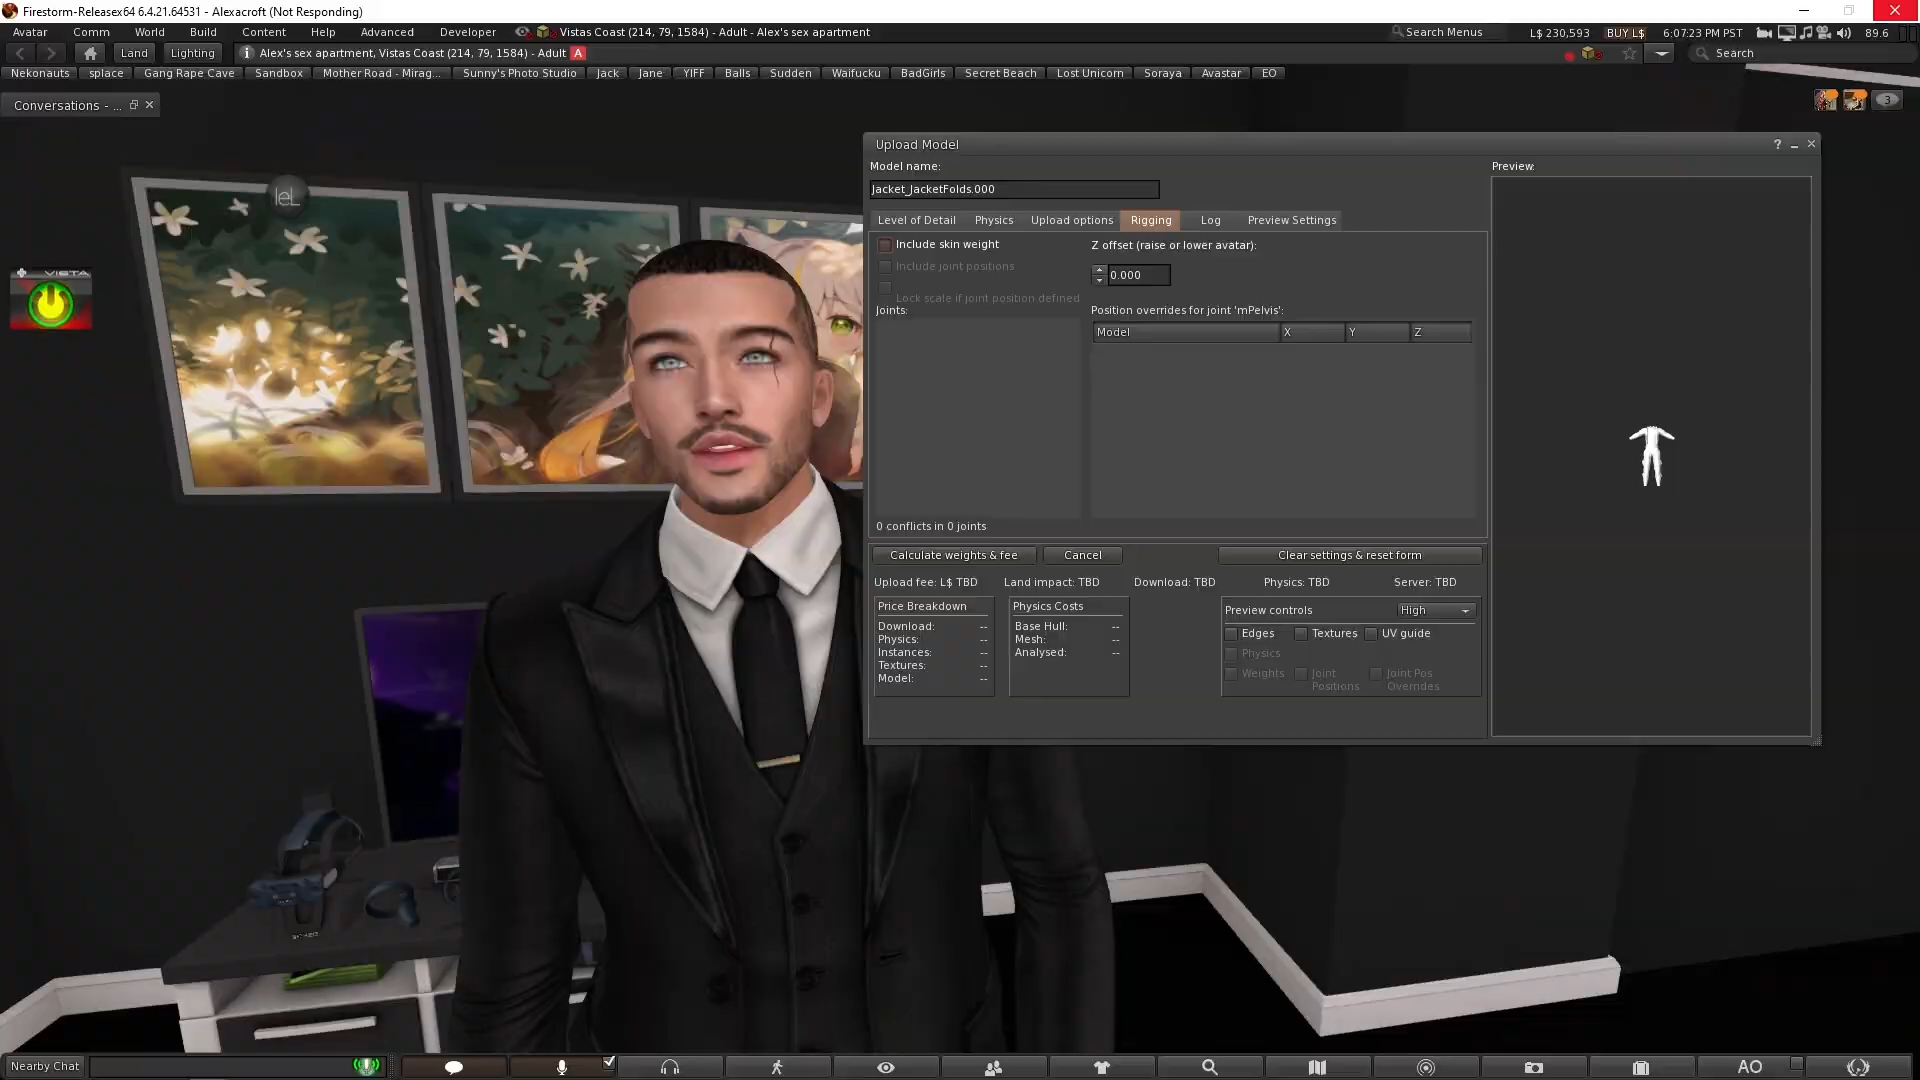 Firestorm-Releasex64 6.4.21.64531 - Alexacroft (Not Responding)
Avatar Comm World Build Content Help Advanced Developer Vistas Coast (214, 79, 1584) - Adult - Alex's sex apartment Search Menus L$ 230,593 BUY L$ 6:07:23 PM PST 89.6
Land Lighting Alex's sex apartment, Vistas Coast (214, 79, 1584) - Adult A Search
Nekonauts splace Gang Rape Cave Sandbox Mother Road - Mirag... Sunny's Photo Studio Jack Jane YIFF Balls Sudden Waifucku BadGirls Secret Beach Lost Unicorn Soraya Avastar EO
Conversations - ...
3
Upload Model
Model name:
Preview:
Jacket_JacketFolds.000
Level of Detail Physics Upload options Rigging Log Preview Settings
Include skin weight
Z offset (raise or lower avatar):
Include joint positions
0.000
Lock scale if joint position defined
Joints:
Position overrides for joint 'mPelvis':
Model X Y Z
0 conflicts in 0 joints
Calculate weights & fee Cancel Clear settings & reset form
Upload fee: L$ TBD Land impact: TBD Download: TBD Physics: TBD Server: TBD
Price Breakdown
Download: --
Physics: --
Instances: --
Textures: --
Model: --
Physics Costs
Base Hull: --
Mesh: --
Analysed: --
Preview controls High
Edges Textures UV guide
Physics
Weights Joint Positions Joint Pos Overrides
VISTA
leL
Nearby Chat
AO